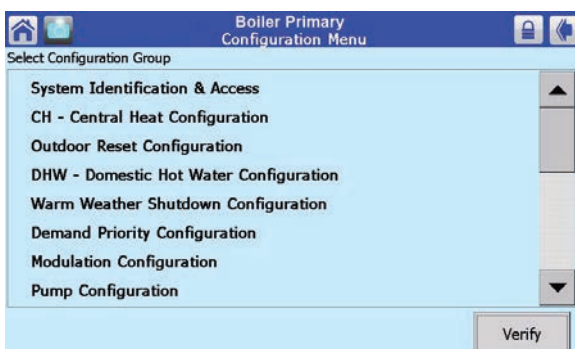 Boiler Primary
Configuration Menu
Select Configuration Group
System Identification & Access
CH - Central Heat Configuration
Outdoor Reset Configuration
DHW - Domestic Hot Water Configuration
Warm Weather Shutdown Configuration
Demand Priority Configuration
Modulation Configuration
Pump Configuration
Verify